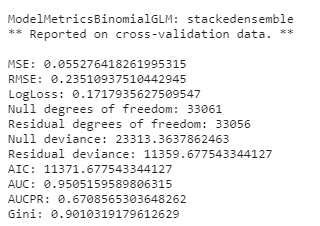 ModelMetricsBinomialGLM: stackedensemble
** Reported on cross-validation data. **
MSE: 0.055276418261995315
RMSE: 0.23510937510442945
LogLoss: 0.1717935627509547
Null degrees of freedom: 33061
Residual degrees of freedom: 33056
Null deviance: 23313.3637862463
Residual deviance: 11359.677543344127
AIC: 11371.677543344127
AUC: 0.9505159589806315
AUCPR: 0.6708565303648262
Gini: 0.9010319179612629